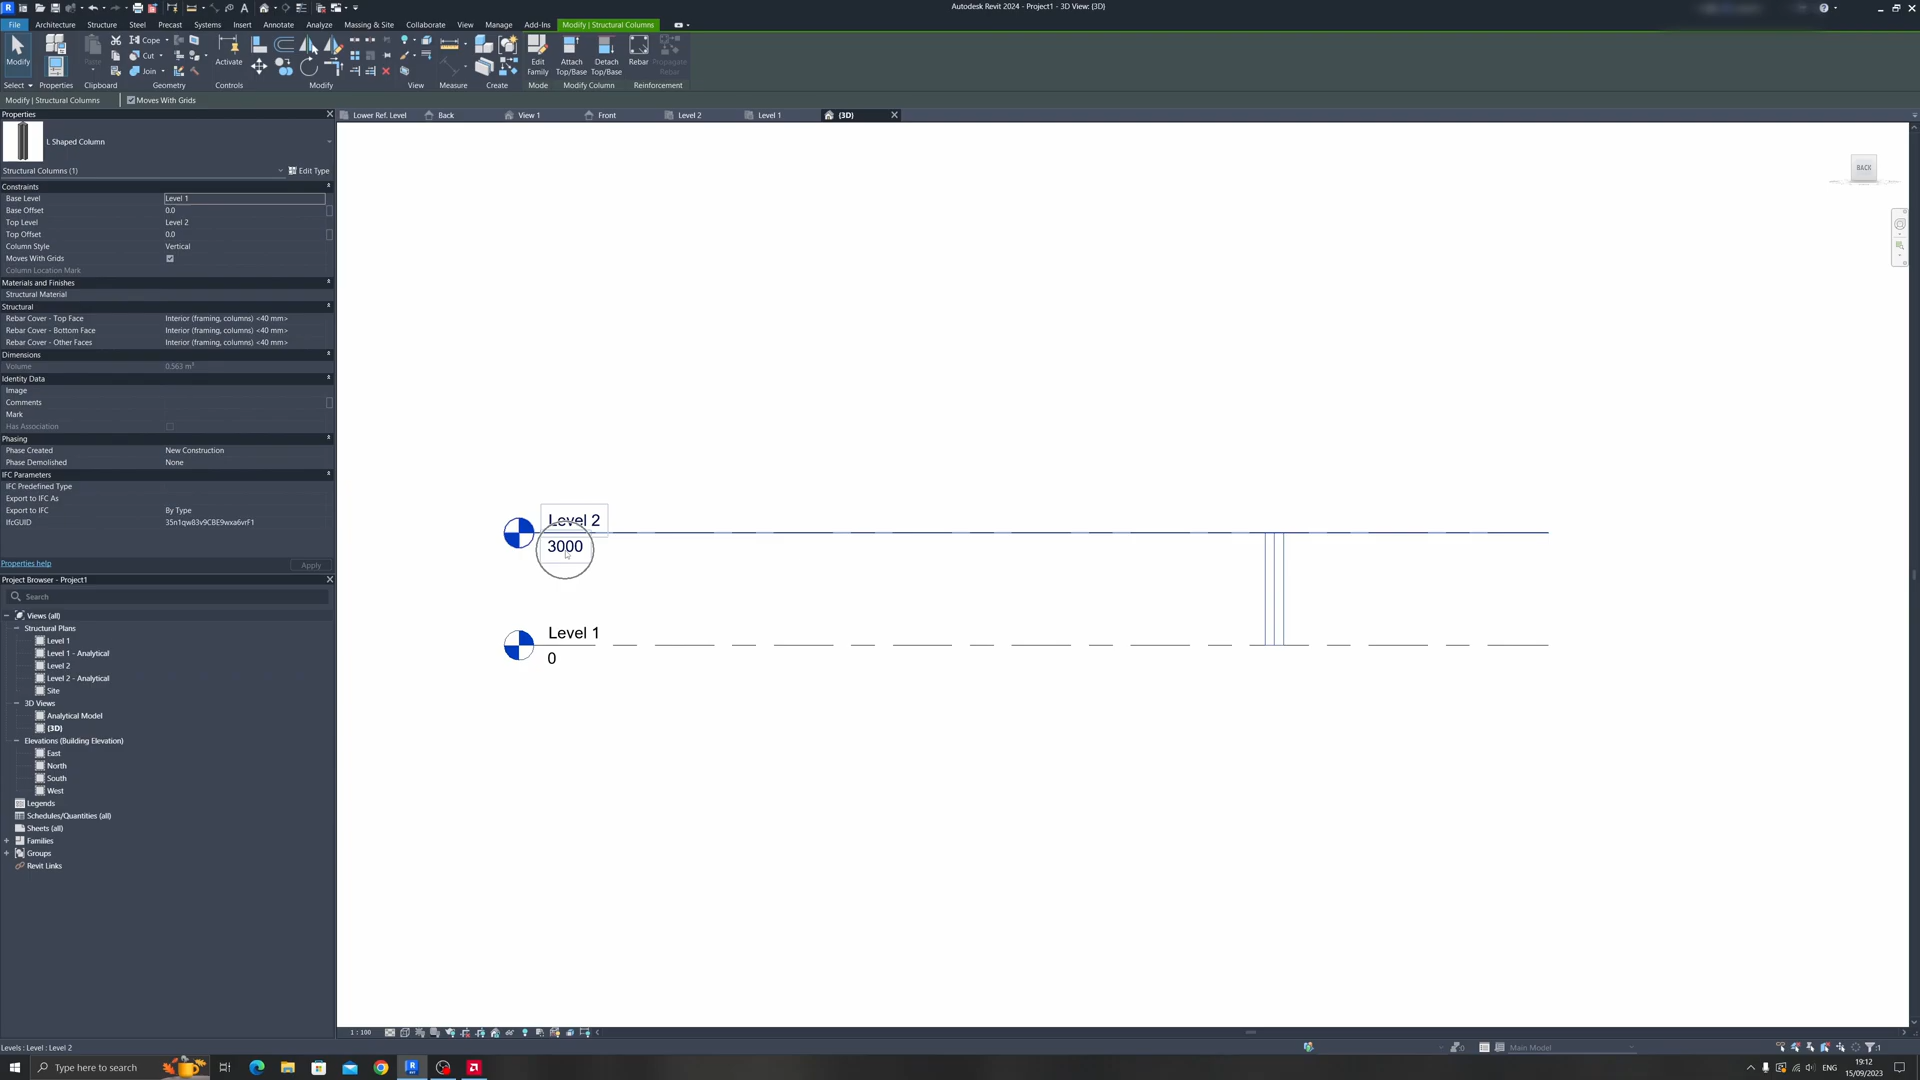 Autodesk Revit 2024 - Project1 - 3D View: {3D}
File Architecture Structure Steel Precast Systems Insert Annotate Analyze Massing & Site Collaborate View Manage Add-Ins Modify | Structural Columns
Modify
Cope
Cut
Join
Paste
Activate
Edit Family
Attach Top/Base
Detach Top/Base
Rebar
Propagate Rebar
Select Properties Clipboard Geometry Controls Modify View Measure Create Mode Modify Column Reinforcement
Modify | Structural Columns Moves With Grids
Properties
Lower Ref. Level Back View 1 Front Level 2 Level 1 {3D}
L Shaped Column
Structural Columns (1) Edit Type
Constraints
Base Level Level 1
Base Offset 0.0
Top Level Level 2
Top Offset 0.0
Column Style Vertical
Moves With Grids
Column Location Mark
Materials and Finishes
Structural Material
Structural
Rebar Cover - Top Face Interior (framing, columns) <40 mm>
Rebar Cover - Bottom Face Interior (framing, columns) <40 mm>
Rebar Cover - Other Faces Interior (framing, columns) <40 mm>
Dimensions
Volume 0.563 m³
Identity Data
Image
Comments
Mark
Has Association
Phasing
Phase Created New Construction
Phase Demolished None
IFC Parameters
IFC Predefined Type
Export to IFC As
Export to IFC By Type
IfcGUID 35n1qw83v9CBE9wxa6vrF1
Properties help Apply
Project Browser - Project1
Search
Views (all)
Structural Plans
Level 1
Level 1 - Analytical
Level 2
Level 2 - Analytical
Site
3D Views
Analytical Model
{3D}
Elevations (Building Elevation)
East
North
South
West
Legends
Schedules/Quantities (all)
Sheets (all)
Families
Groups
Revit Links
BACK
Level 2
3000
Level 1
0
1 : 100
Levels : Level : Level 2
:0
Main Model
:1
Type here to search
ENG
19:12
15/09/2023